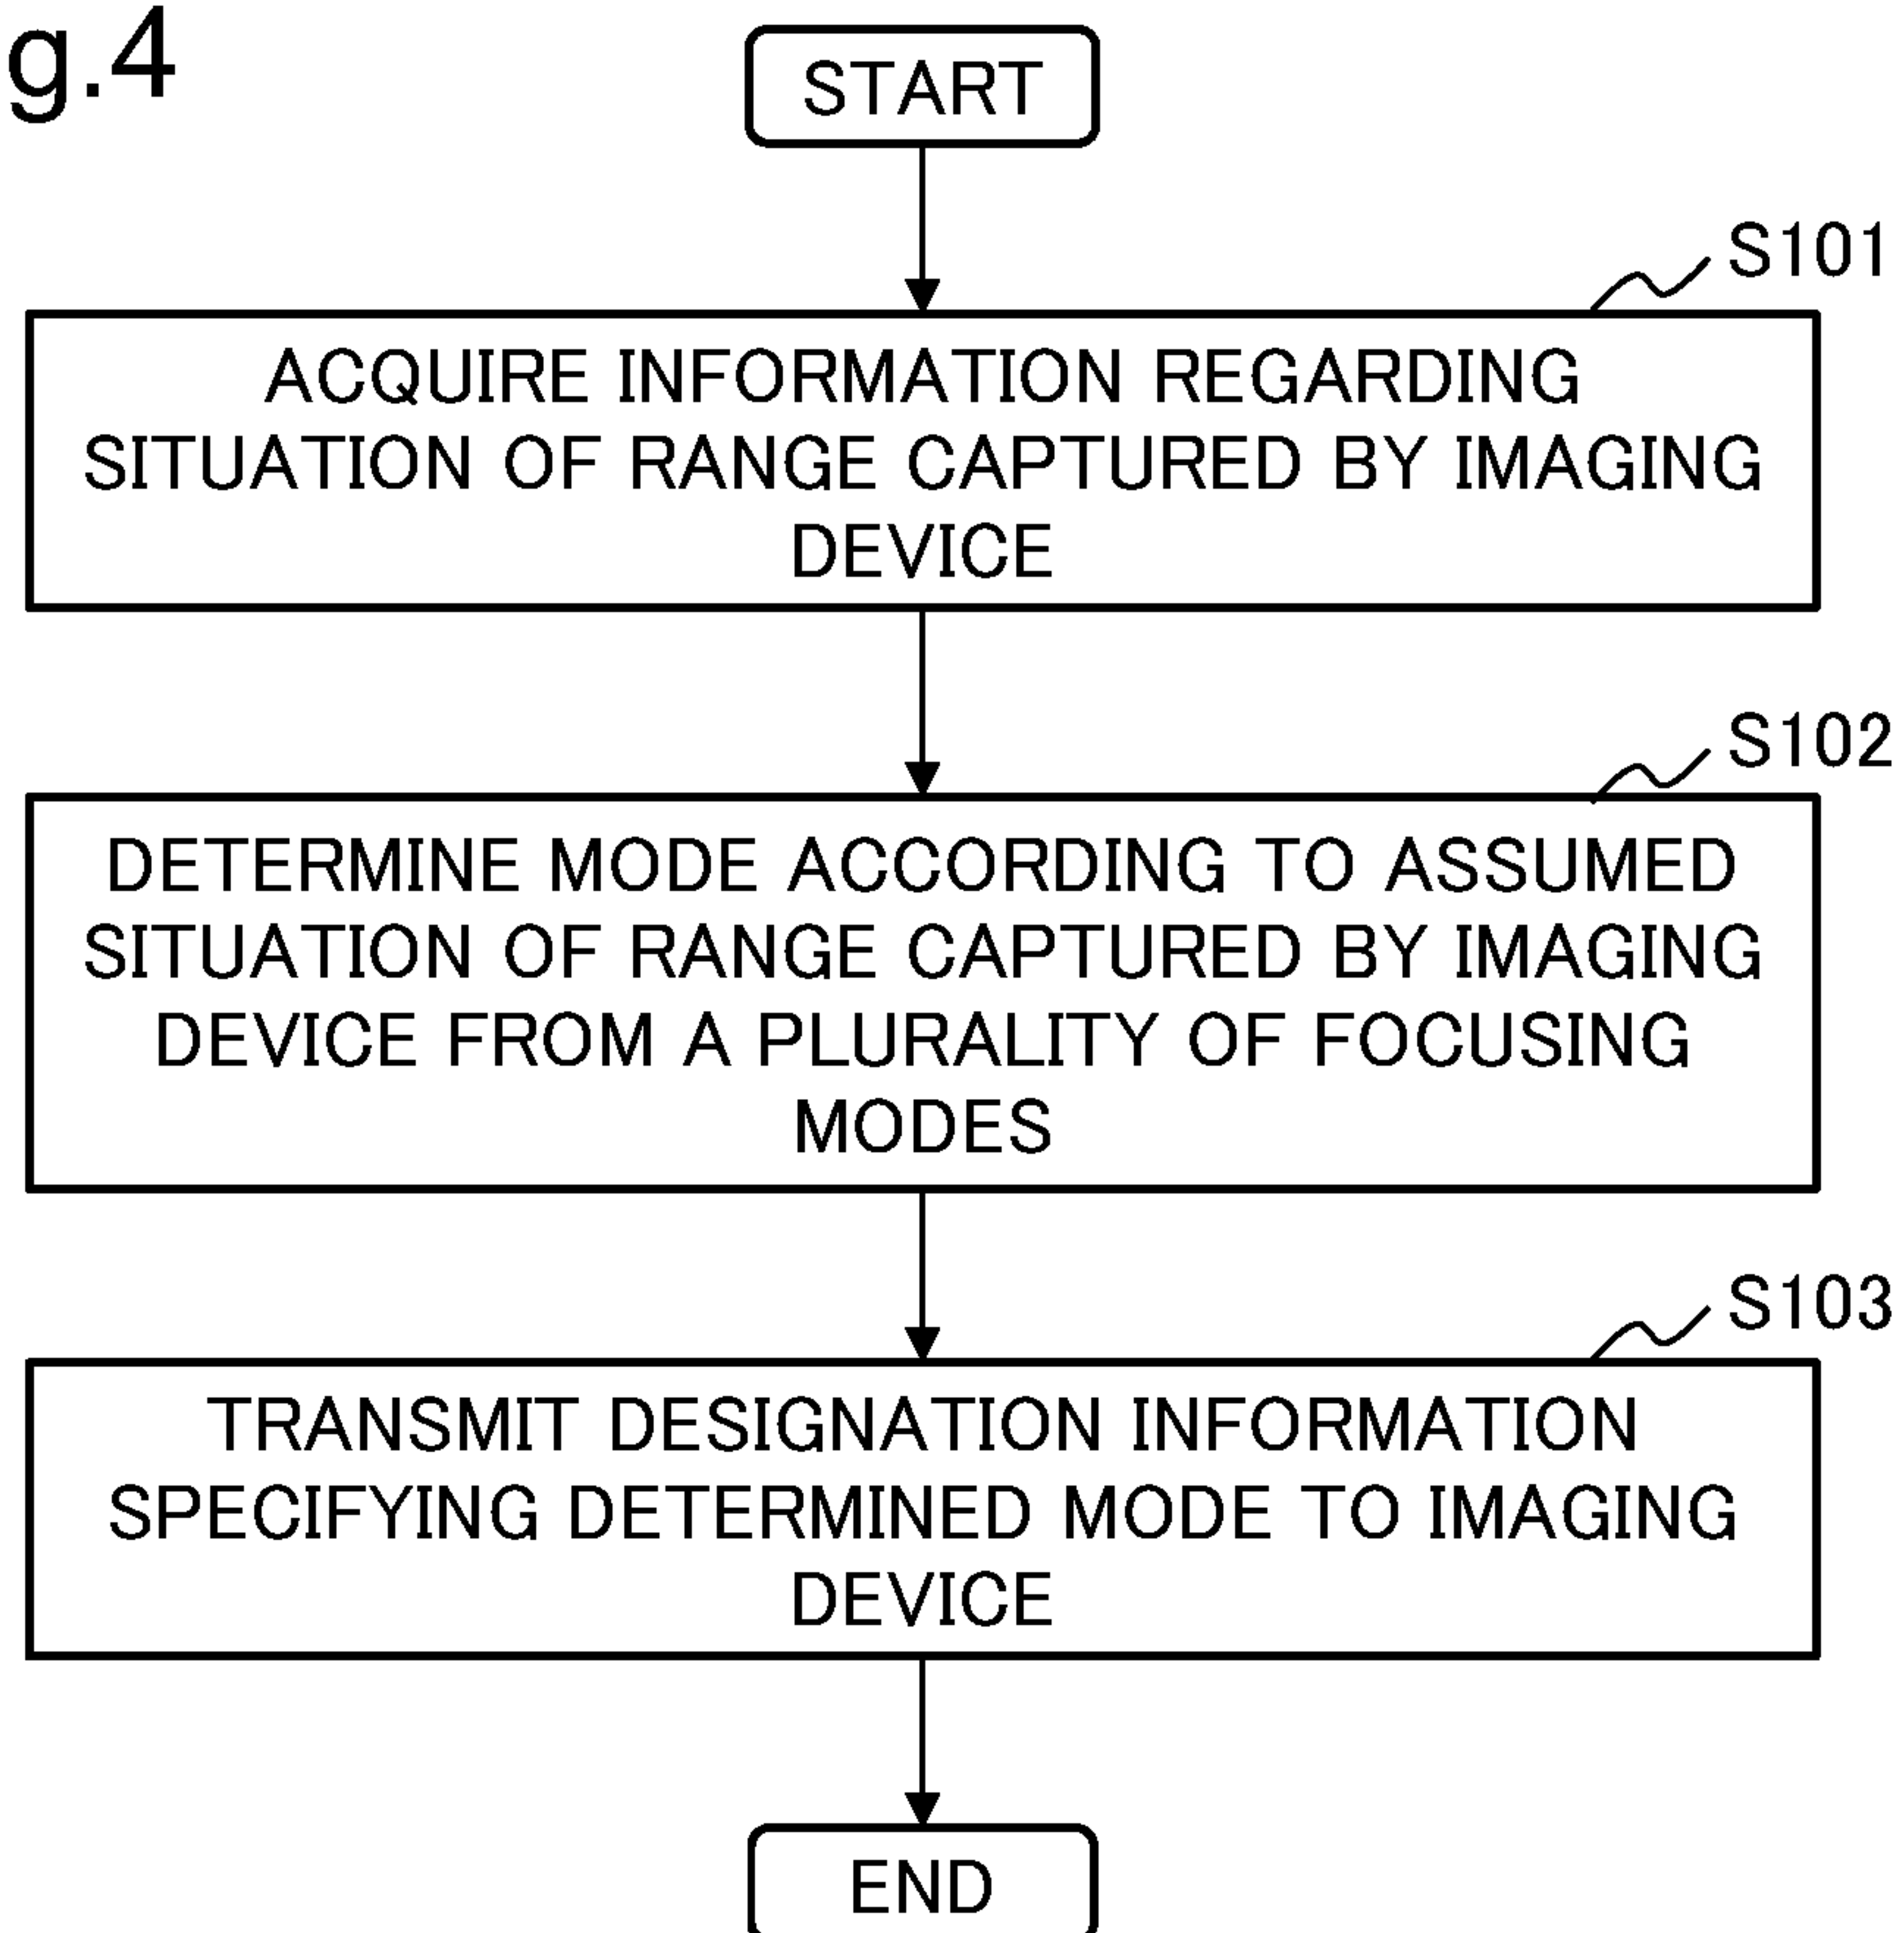 g.4
START
S101
ACQUIRE INFORMATION REGARDING
SITUATION OF RANGE CAPTURED BY IMAGING
DEVICE
S102
DETERMINE MODE ACCORDING TO ASSUMED
SITUATION OF RANGE CAPTURED BY IMAGING
DEVICE FROM A PLURALITY OF FOCUSING
MODES
S103
TRANSMIT DESIGNATION INFORMATION
SPECIFYING DETERMINED MODE TO IMAGING
DEVICE
END